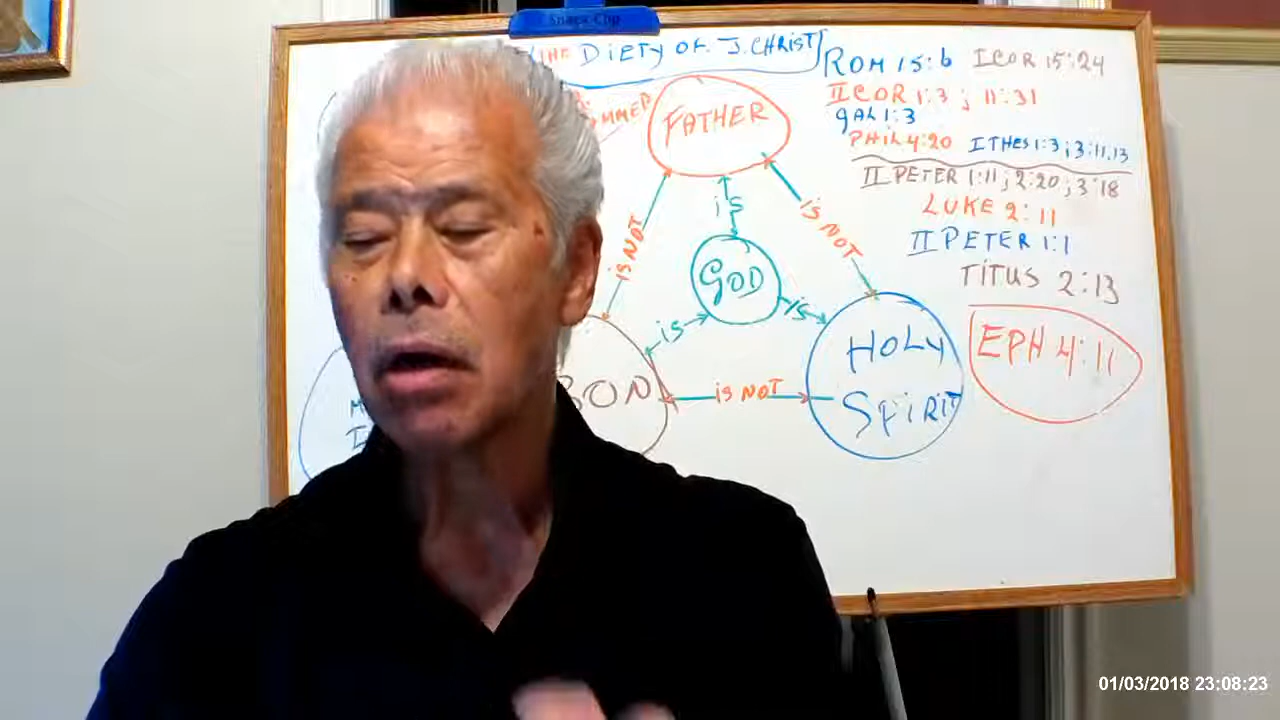 Snack Clip
THE DIETY OF J. CHRIST
ROM 15:6 I COR 15:24
II COR 1:3 ; 11:31
GAL 1:3
PHIL 4:20 I THES 1:3 ; 3:11,13
II PETER 1:11 ; 2:20 ; 3:18
LUKE 2:11
II PETER 1:1
TITUS 2:13
EPH 4:11
FATHER
is
is NOT
is NOT
GOD
is
is
SON
is NOT
HOLY
SPIRIT
01/03/2018 23:08:23